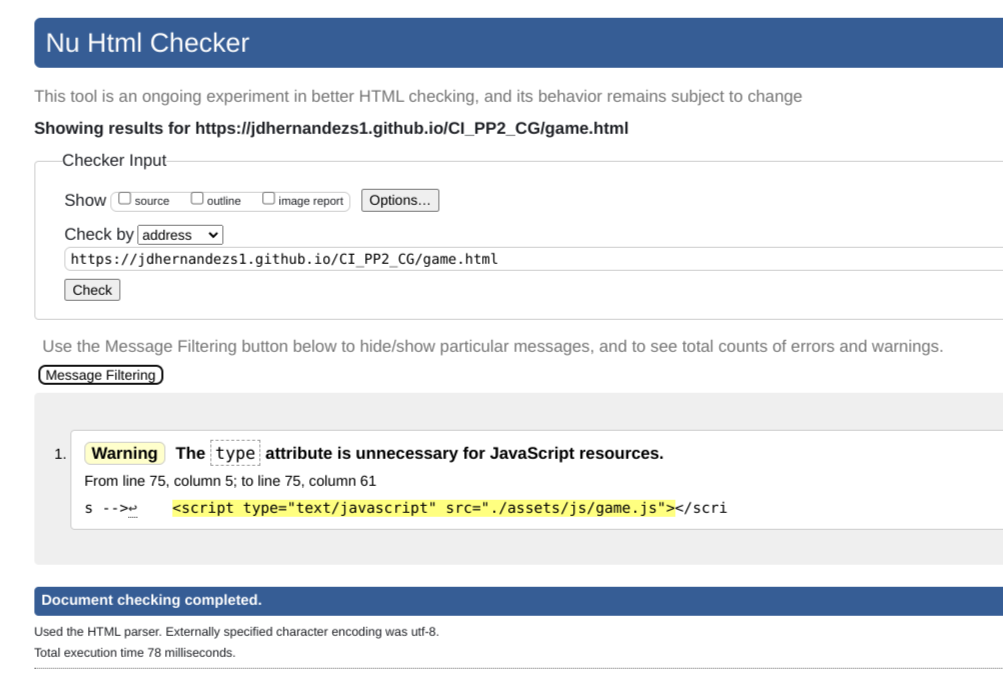 Nu Html Checker
This tool is an ongoing experiment in better HTML checking, and its behavior remains subject to change
Showing results for https://jdhernandezs1.github.io/CI_PP2_CG/game.html
Checker Input
Show source outline image report Options...
Check by address
https://jdhernandezs1.github.io/CI_PP2_CG/game.html
Check
Use the Message Filtering button below to hide/show particular messages, and to see total counts of errors and warnings.
Message Filtering
1. Warning The type attribute is unnecessary for JavaScript resources.
From line 75, column 5; to line 75, column 61
s -->↩ <script type="text/javascript" src="./assets/js/game.js"></scri
Document checking completed.
Used the HTML parser. Externally specified character encoding was utf-8.
Total execution time 78 milliseconds.